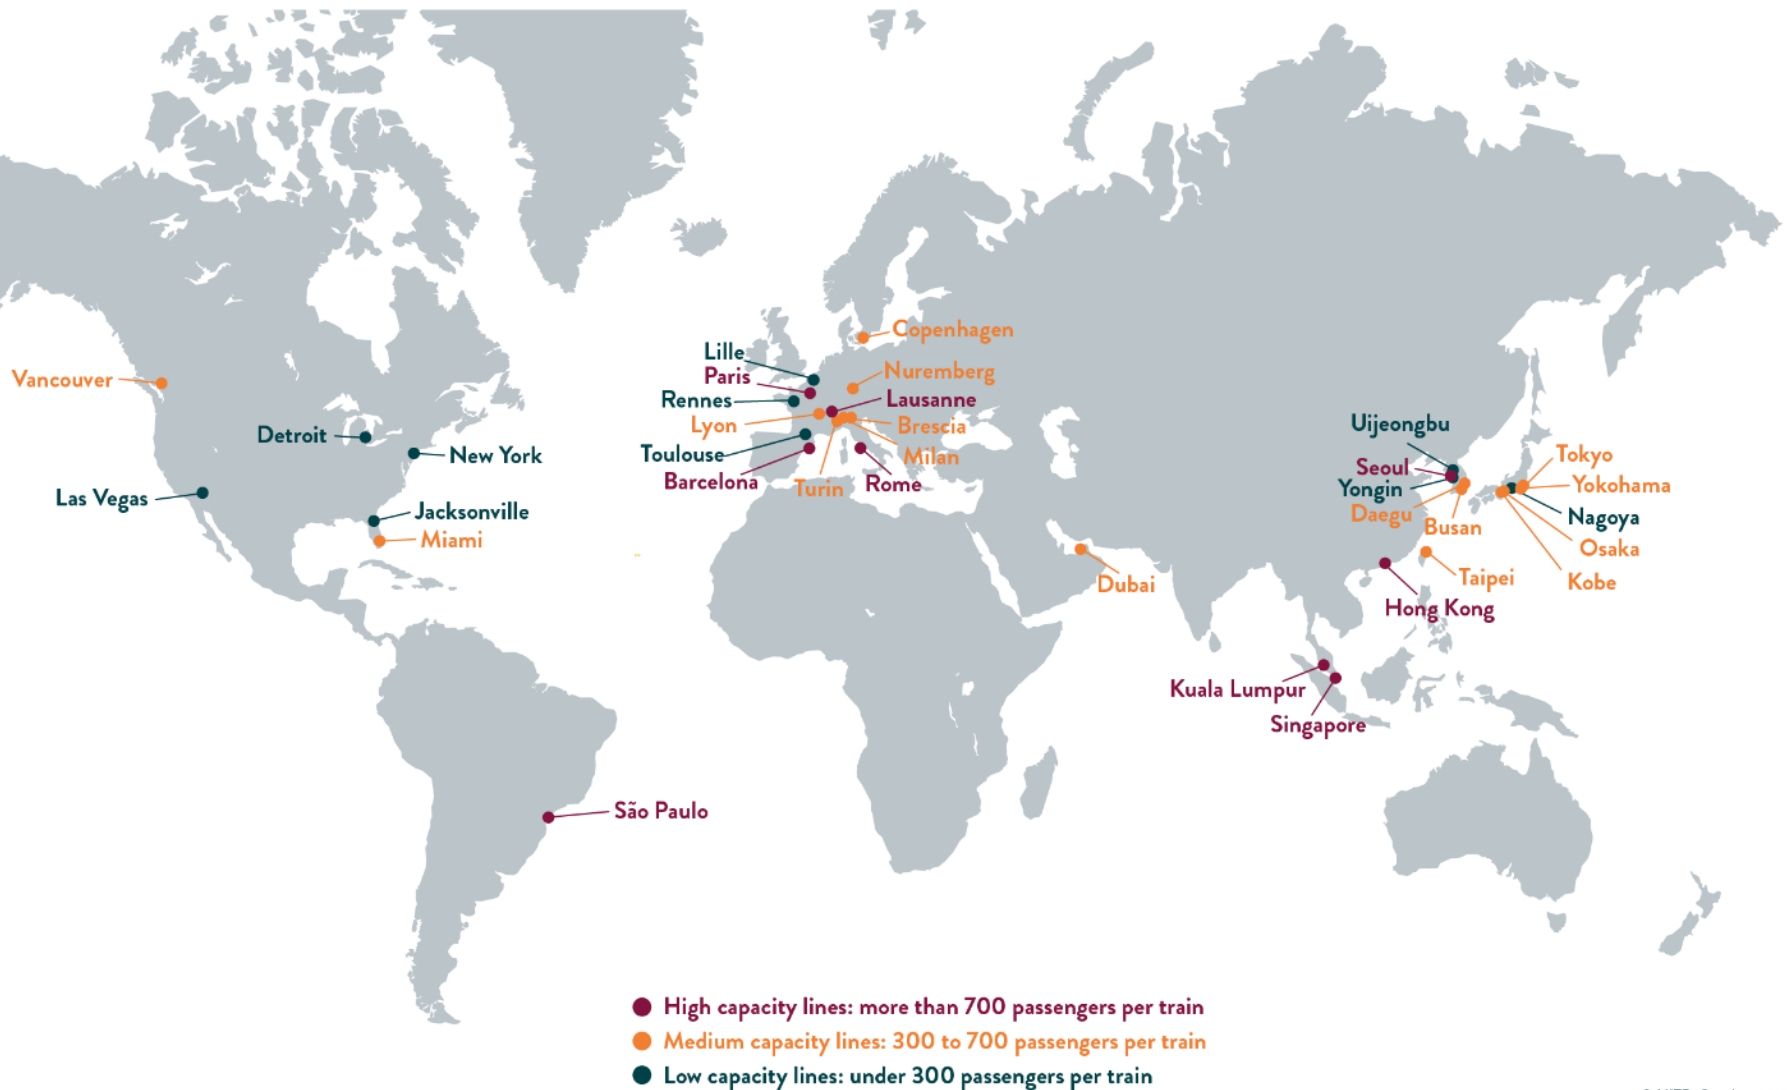 Copenhagen
Lille
Paris
Nuremberg
Vancouver
Rennes
Lausanne
Lyon
Brescia
Detroit
New York
Toulouse
Milan
Barcelona
Turin
Rome
Las Vegas
Jacksonville
Miami
Uijeongbu
Seoul
Yongin
Daegu
Busan
Tokyo
Yokohama
Nagoya
Osaka
Kobe
Taipei
Dubai
Hong Kong
Kuala Lumpur
Singapore
São Paulo
High capacity lines: more than 700 passengers per train
Medium capacity lines: 300 to 700 passengers per train
Low capacity lines: under 300 passengers per train